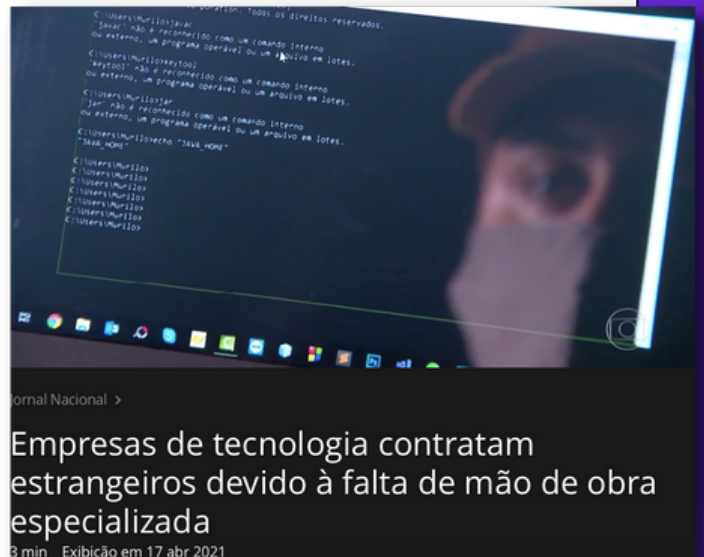 oration. Todos os direitos reservados.
C:\Users\Murilo>javac
'javac' não é reconhecido como um comando interno
ou externo, um programa operável ou um arquivo em lotes.
C:\Users\Murilo>keytool
"keytool" não é reconhecido como um comando interno
ou externo, um programa operável ou um arquivo em lotes.
C:\Users\Murilo>jar
'jar' não é reconhecido como um comando interno
ou externo, um programa operável ou um arquivo em lotes.
C:\Users\Murilo>echo "JAVA_HOME"
"JAVA_HOME"
C:\Users\Murilo>
C:\Users\Murilo>
C:\Users\Murilo>
C:\Users\Murilo>
C:\Users\Murilo>
C:\Users\Murilo>
Ps
Jornal Nacional >
Empresas de tecnologia contratam
estrangeiros devido à falta de mão de obra
especializada
3 min Exibição em 17 abr 2021